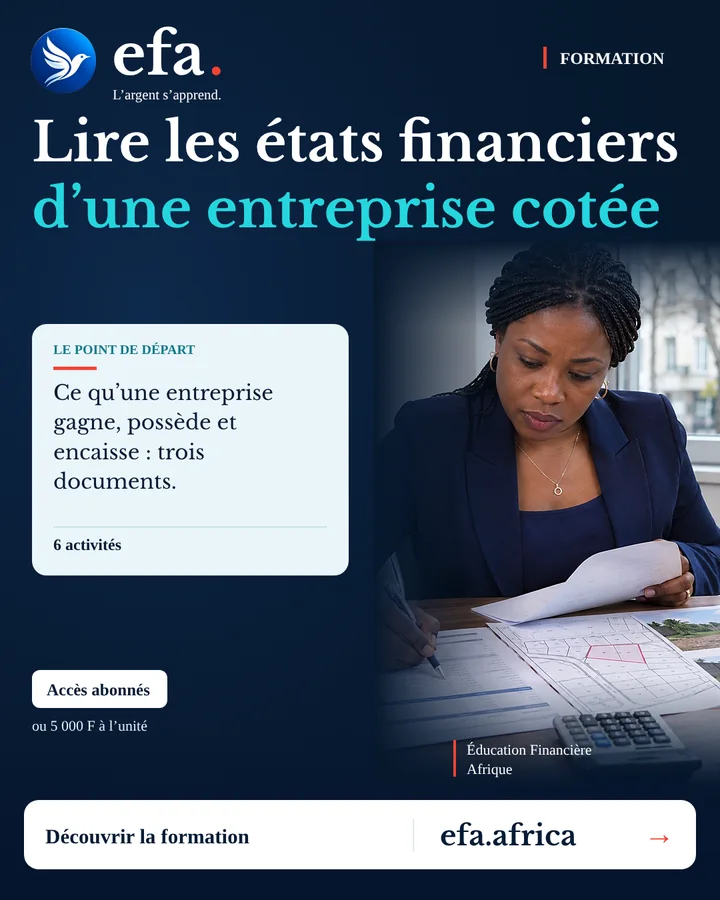 efa.
L’argent s’apprend.
FORMATION
Lire les états financiers
d’une entreprise cotée
LE POINT DE DÉPART
Ce qu’une entreprise
gagne, possède et
encaisse : trois
documents.
6 activités
Accès abonnés
ou 5 000 F à l’unité
Éducation Financière
Afrique
Découvrir la formation
efa.africa →